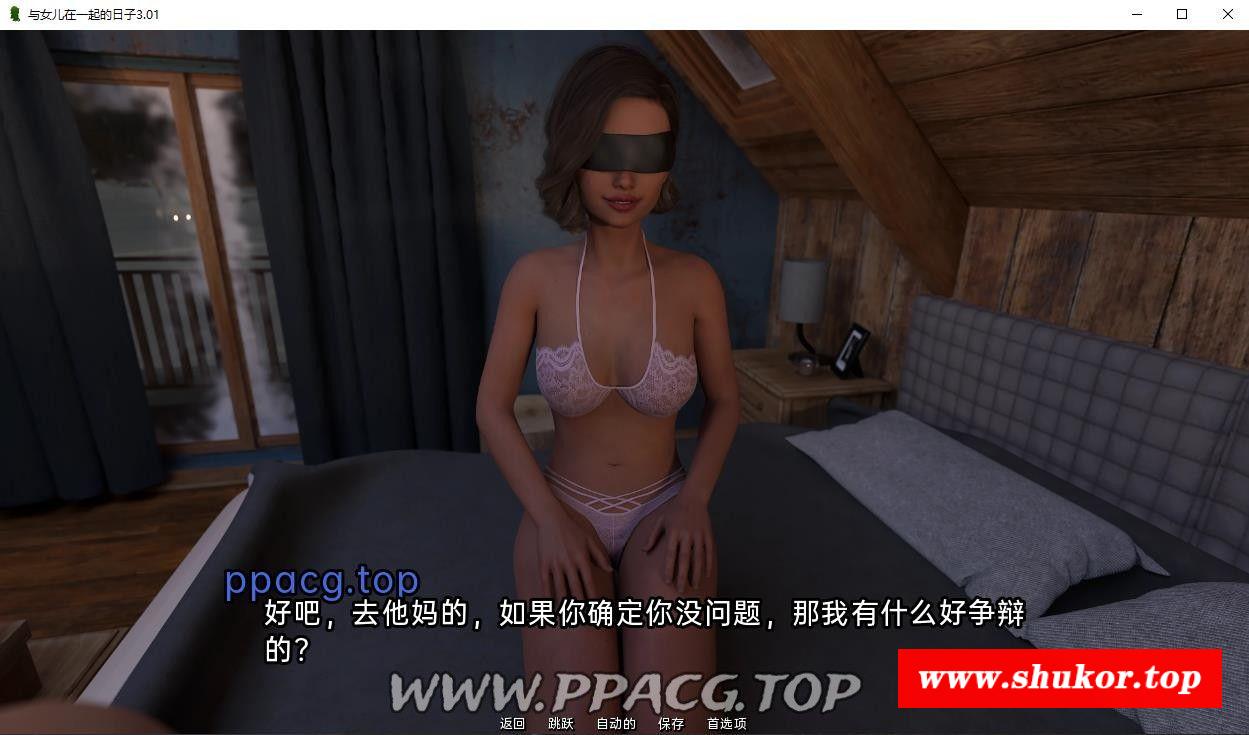 与女儿在一起的日子3.01
ppacg.top
好吧，去他妈的，如果你确定你没问题，那我有什么好争辩
的？
www.shukor.top
WWW.PPACG.TOP
返回 跳跃 自动的 保存 首选项